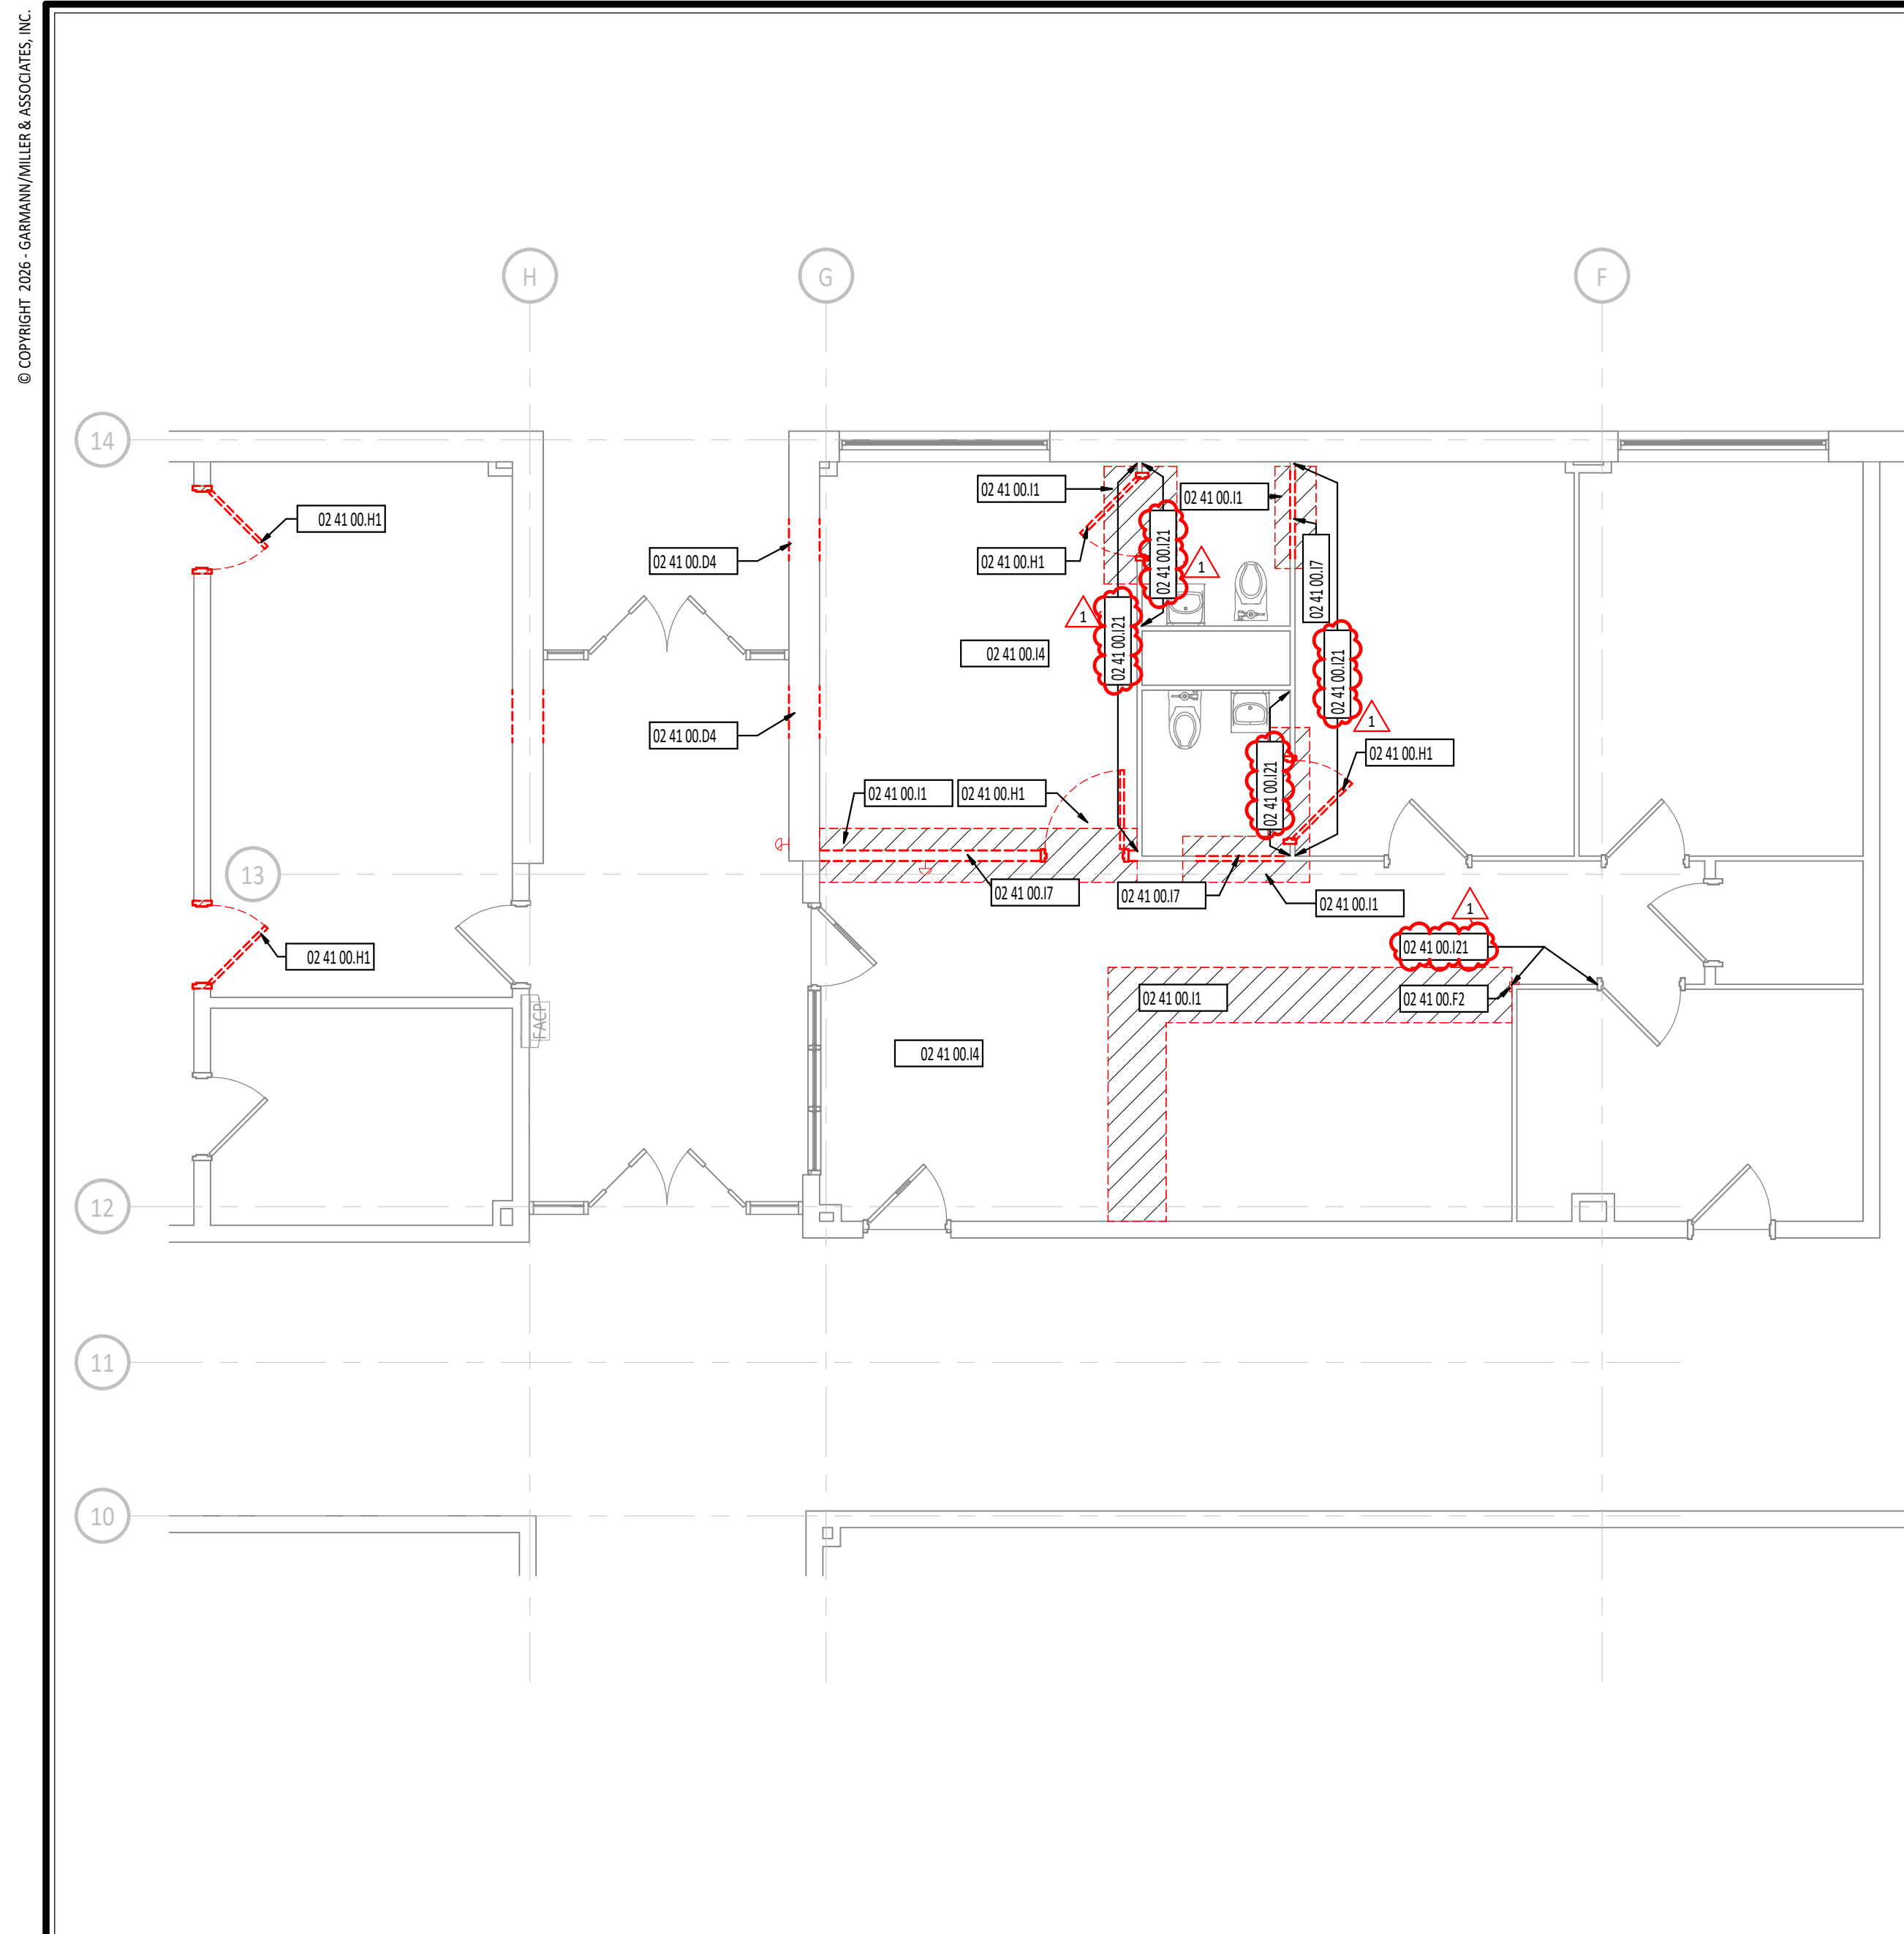 © COPYRIGHT 2026 - GARMANN/MILLER & ASSOCIATES, INC.
H
G
F
14
02 41 00.I1
02 41 00.I1
02 41 00.H1
02 41 00.D4
02 41 00.H1
02 41 00.I21
1
02 41 00.I7
1
02 41 00.I21
02 41 00.I4
02 41 00.I21
1
02 41 00.D4
02 41 00.H1
02 41 00.I21
02 41 00.I1
02 41 00.H1
13
02 41 00.I7
02 41 00.I7
02 41 00.I1
1
02 41 00.I21
02 41 00.H1
02 41 00.I1
02 41 00.F2
FACP
02 41 00.I4
12
11
10